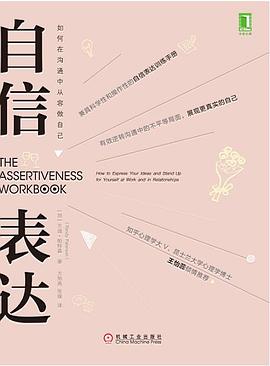 如何在沟通中从容做自己
自信表达
兼具科学性和操作性的自信表达训练手册
有效逆转沟通中的不平等局面，展现更真实的自己
THE
ASSERTIVENESS
WORKBOOK
How to Express Your Ideas and Stand Up
for Yourself at Work and in Relationships
著
译
知乎心理学大V、昆士兰大学心理学博士
倾情推荐
机械工业出版社
China Machine Press